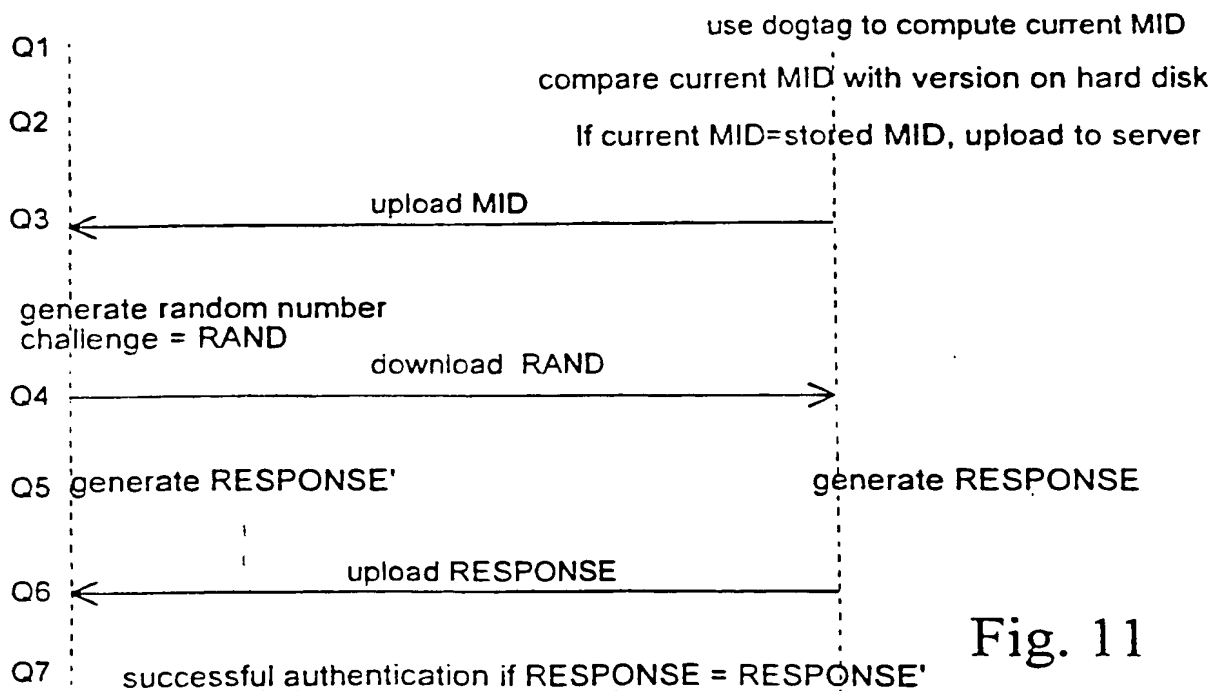 use dogtag to compute current MID
Q1
compare current MID with version on hard disk
Q2
If current MID=stored MID, upload to server
upload MID
Q3
generate random number
challenge = RAND
download RAND
Q4
Q5 generate RESPONSE' generate RESPONSE
upload RESPONSE
Q6
Fig. 11
Q7 successful authentication if RESPONSE = RESPONSE'